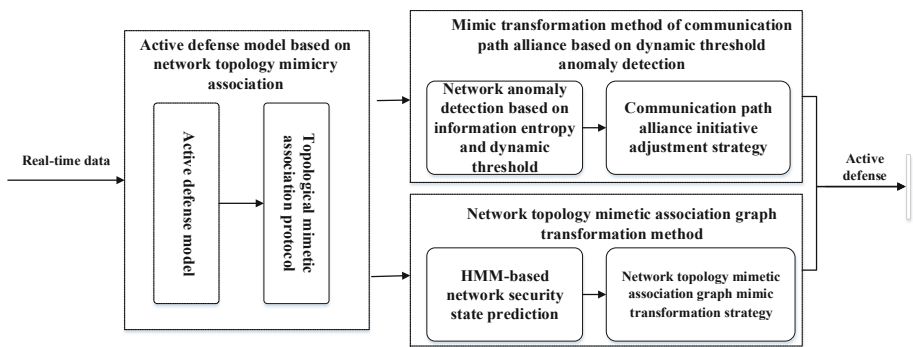 Real-time data
Active defense model based on
network topology mimicry
association
Active defense model
Topological mimetic
association protocol
Mimic transformation method of communication
path alliance based on dynamic threshold
anomaly detection
Network anomaly
detection based on
information entropy
and dynamic
threshold
Communication path
alliance initiative
adjustment strategy
Network topology mimetic association graph
transformation method
HMM-based
network security
state prediction
Network topology mimetic
association graph mimic
transformation strategy
Active
defense